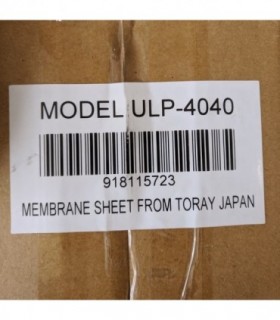 MODEL:ULP-4040
918115723
MEMBRANE SHEET FROM TORAY JAPAN